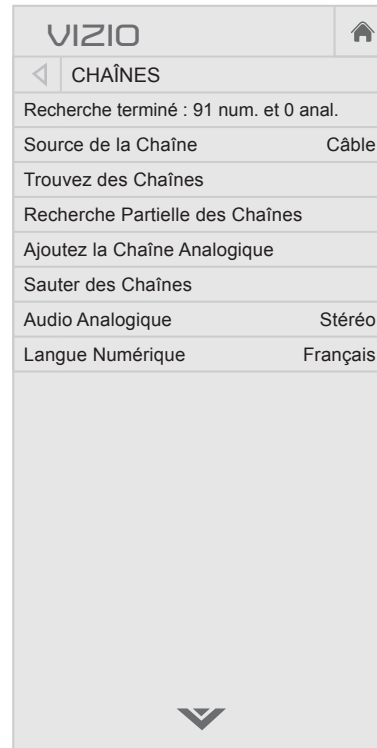 VIZIO
CHAÎNES
Recherche terminé : 91 num. et 0 anal.
Source de la Chaîne Câble
Trouvez des Chaînes
Recherche Partielle des Chaînes
Ajoutez la Chaîne Analogique
Sauter des Chaînes
Audio Analogique Stéréo
Langue Numérique Français